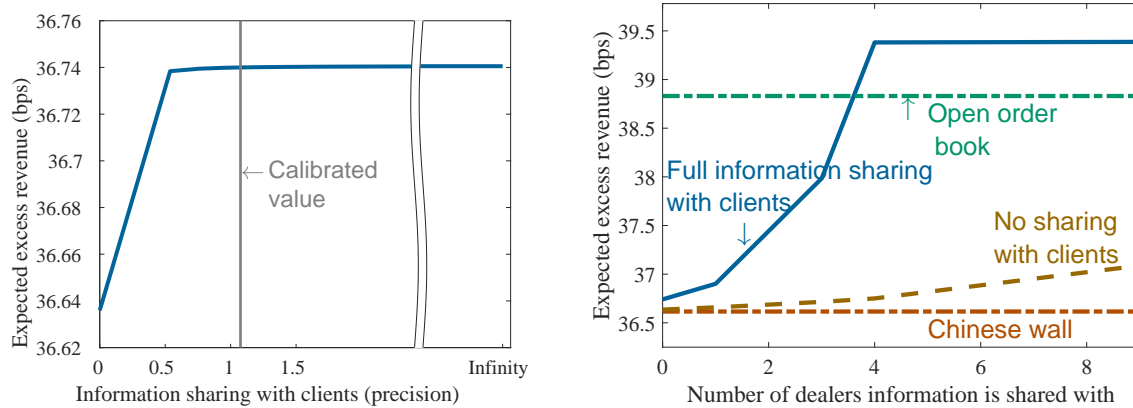 Expected excess revenue (bps)
36.76
36.74
36.72
36.7
36.68
36.66
36.64
36.62
← Calibrated
value
0 0.5 1 1.5 Infinity
Information sharing with clients (precision)
Expected excess revenue (bps)
39.5
39
38.5
38
37.5
37
36.5
↑ Open order
book
Full information sharing
with clients
↓
No sharing
with clients
Chinese wall
0 2 4 6 8
Number of dealers information is shared with